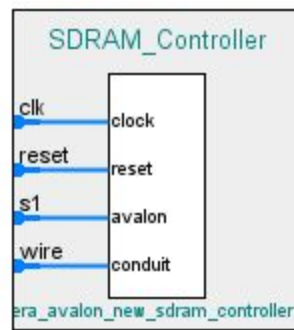 SDRAM_Controller
clk
clock
reset
reset
s1
avalon
wire
conduit
era_avalon_new_sdram_controller